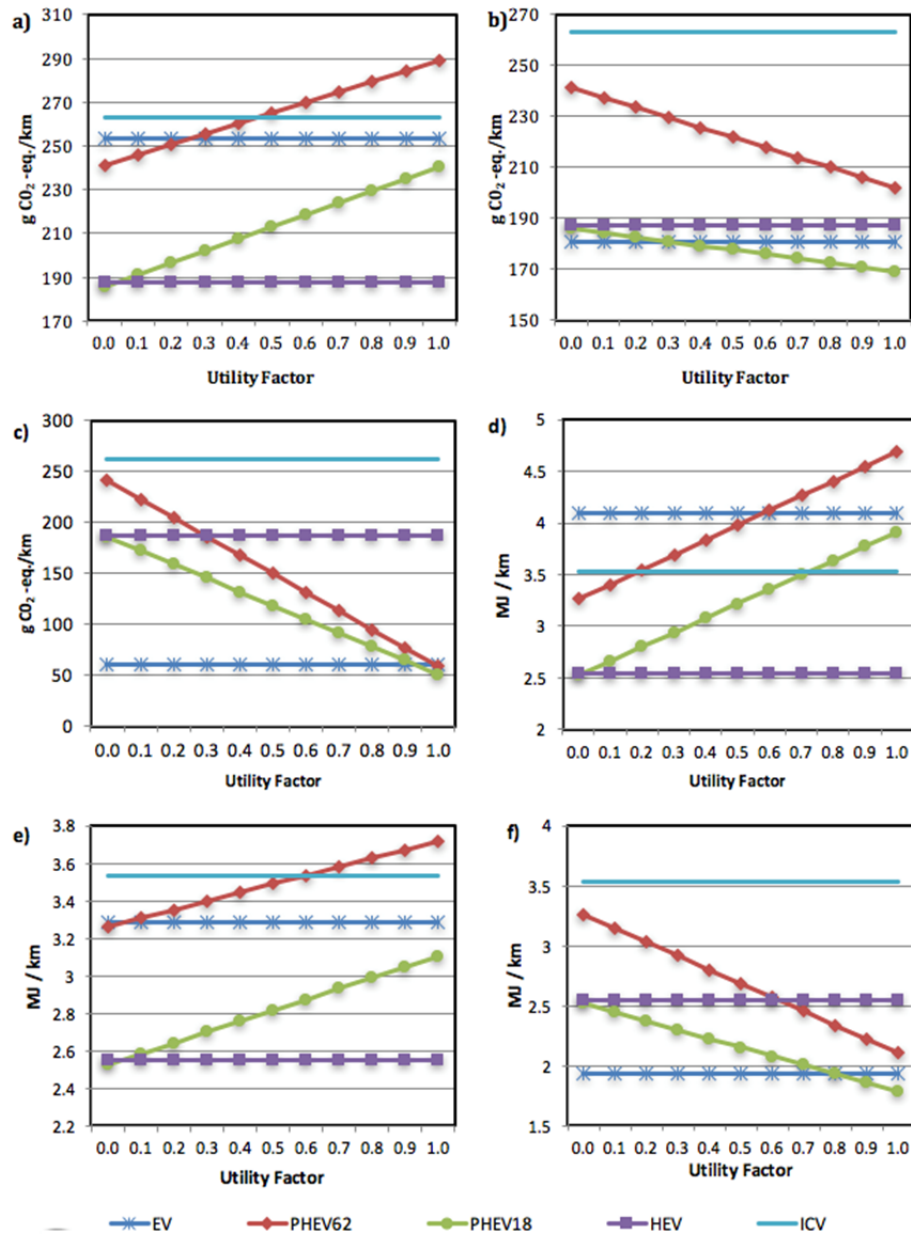 a)
310
290
270
250
230
210
190
170
g CO₂ -eq./km
0.0 0.1 0.2 0.3 0.4 0.5 0.6 0.7 0.8 0.9 1.0
Utility Factor
b)
270
250
230
210
190
170
150
g CO₂ -eq./km
0.0 0.1 0.2 0.3 0.4 0.5 0.6 0.7 0.8 0.9 1.0
Utility Factor
c)
300
250
200
150
100
50
0
g CO₂ -eq./km
0.0 0.1 0.2 0.3 0.4 0.5 0.6 0.7 0.8 0.9 1.0
Utility Factor
d)
5
4.5
4
3.5
3
2.5
2
MJ / km
0.0 0.1 0.2 0.3 0.4 0.5 0.6 0.7 0.8 0.9 1.0
Utility Factor
e)
3.8
3.6
3.4
3.2
3
2.8
2.6
2.4
2.2
MJ / km
0.0 0.1 0.2 0.3 0.4 0.5 0.6 0.7 0.8 0.9 1.0
Utility Factor
f)
4
3.5
3
2.5
2
1.5
MJ / km
0.0 0.1 0.2 0.3 0.4 0.5 0.6 0.7 0.8 0.9 1.0
Utility Factor
EV PHEV62 PHEV18 HEV ICV